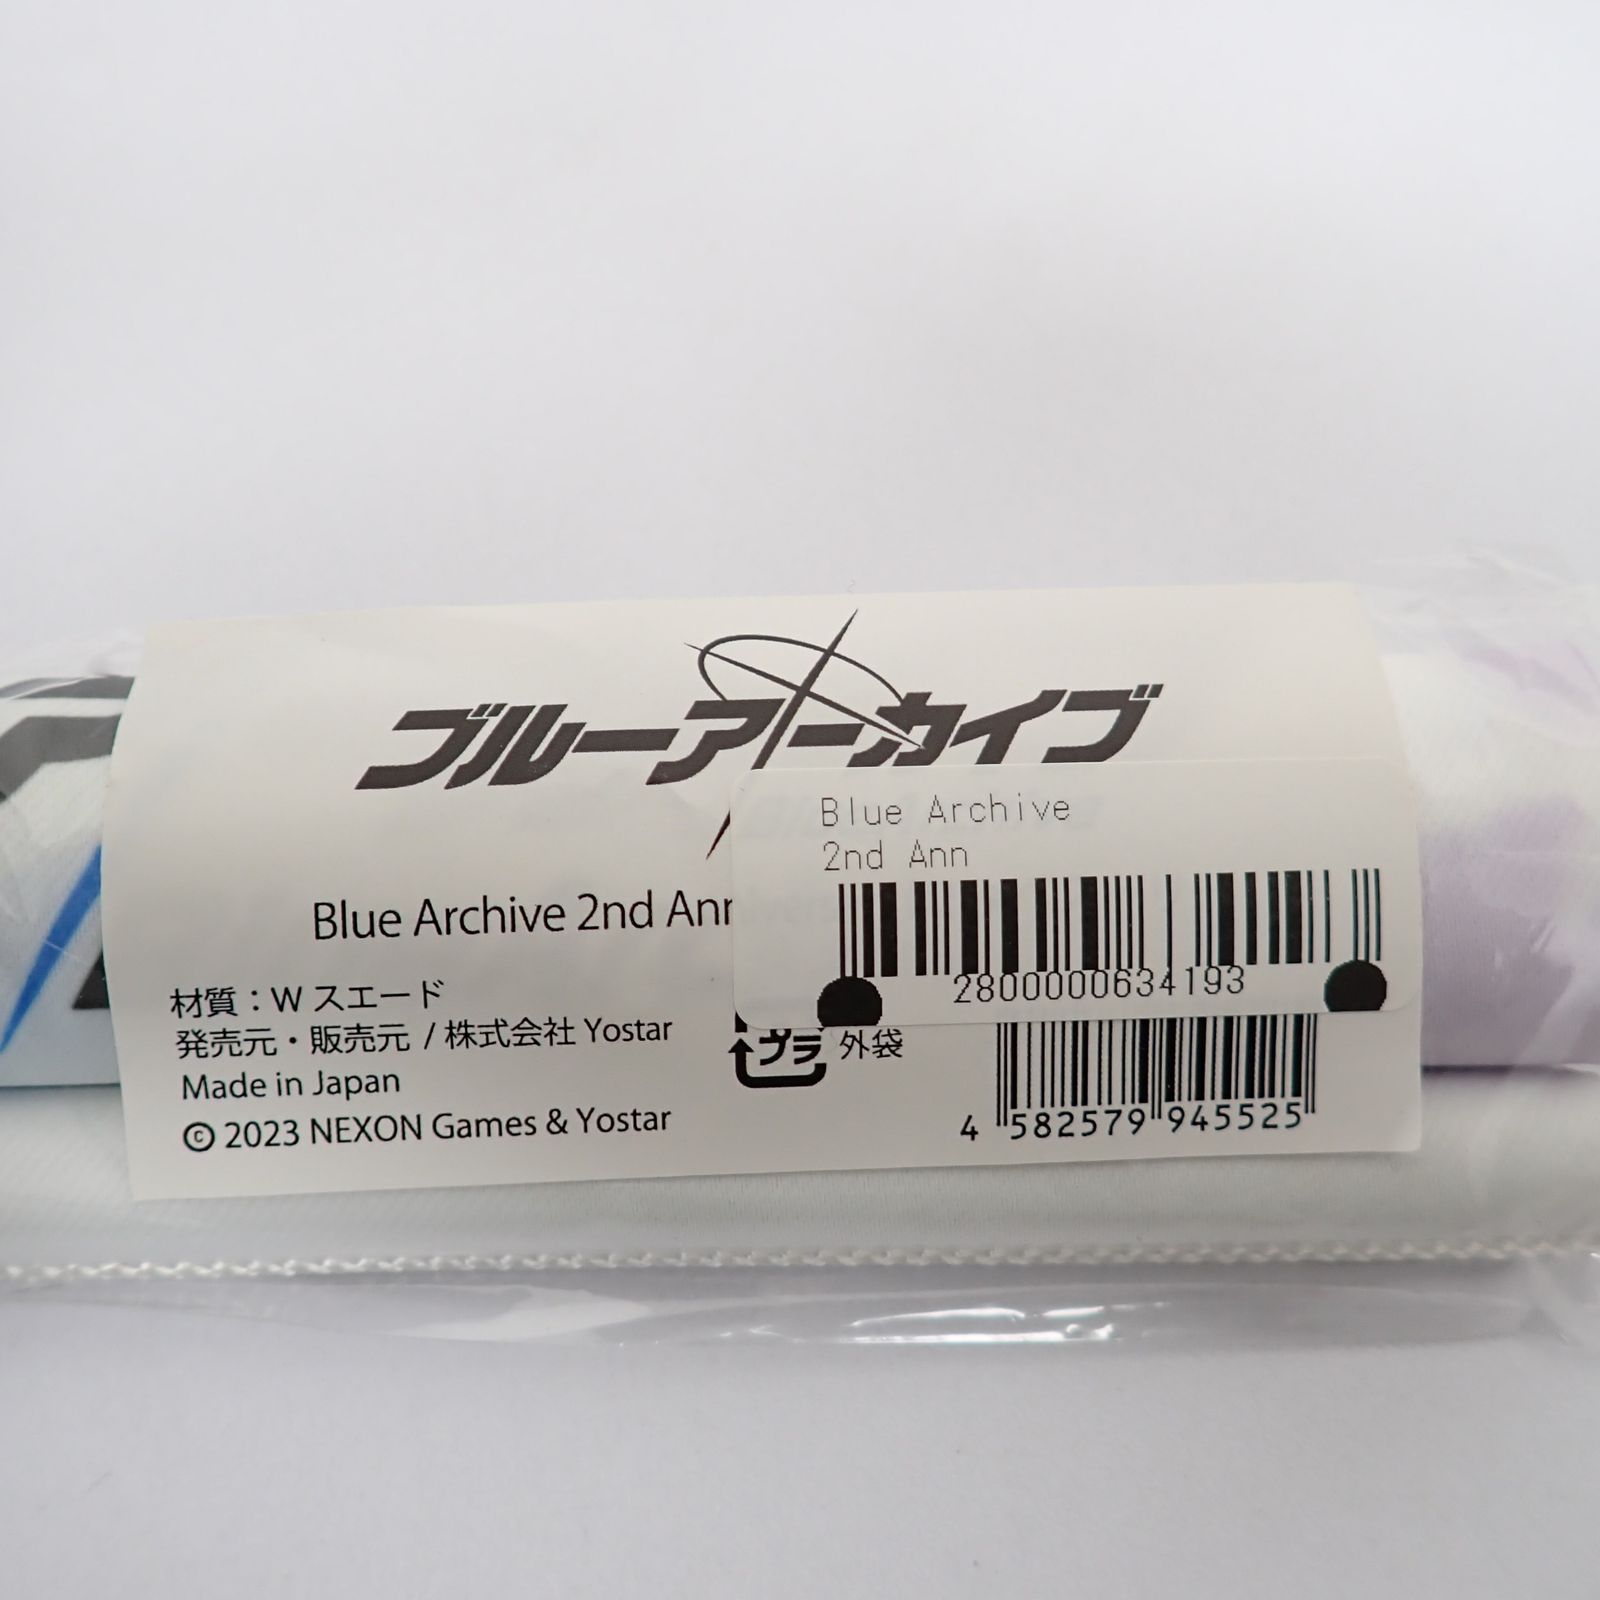 ブルーアーカイブ
Blue Archive
2nd Ann
2800000634193
Blue Archive 2nd Ann
材質：W スエード
発売元・販売元 / 株式会社 Yostar
Made in Japan
© 2023 NEXON Games & Yostar
プラ 外袋
4 582579 945525